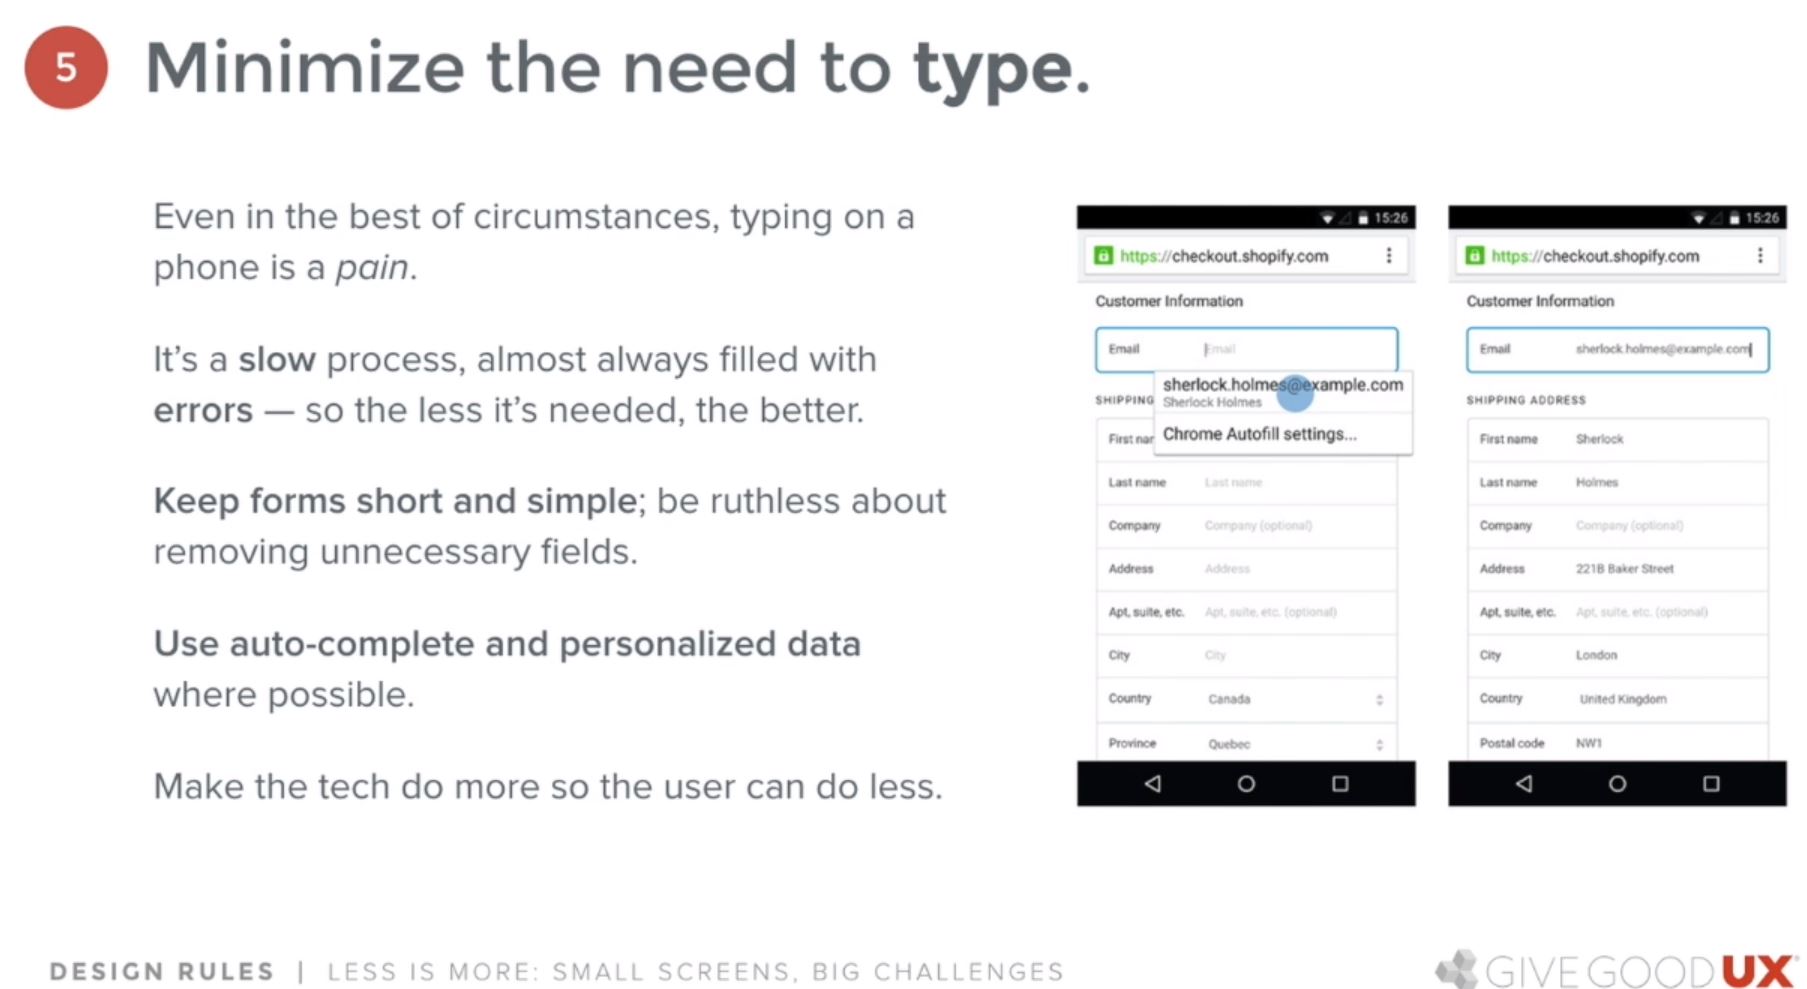 5
Minimize the need to type.
Even in the best of circumstances, typing on a
phone is a pain.
It's a slow process, almost always filled with
errors — so the less it's needed, the better.
Keep forms short and simple; be ruthless about
removing unnecessary fields.
Use auto-complete and personalized data
where possible.
Make the tech do more so the user can do less.
15:26
https://checkout.shopify.com
Customer Information
Email Email
sherlock.holmes@example.com
Sherlock Holmes
Chrome Autofill settings...
SHIPPING
First nar
Last name Last name
Company Company (optional)
Address Address
Apt, suite, etc. Apt, suite, etc. (optional)
City City
Country Canada
Province Quebec
15:26
https://checkout.shopify.com
Customer Information
Email sherlock.holmes@example.com
SHIPPING ADDRESS
First name Sherlock
Last name Holmes
Company Company (optional)
Address 221B Baker Street
Apt, suite, etc. Apt, suite, etc. (optional)
City London
Country United Kingdom
Postal code NW1
DESIGN RULES | LESS IS MORE: SMALL SCREENS, BIG CHALLENGES
GIVEGOODUX